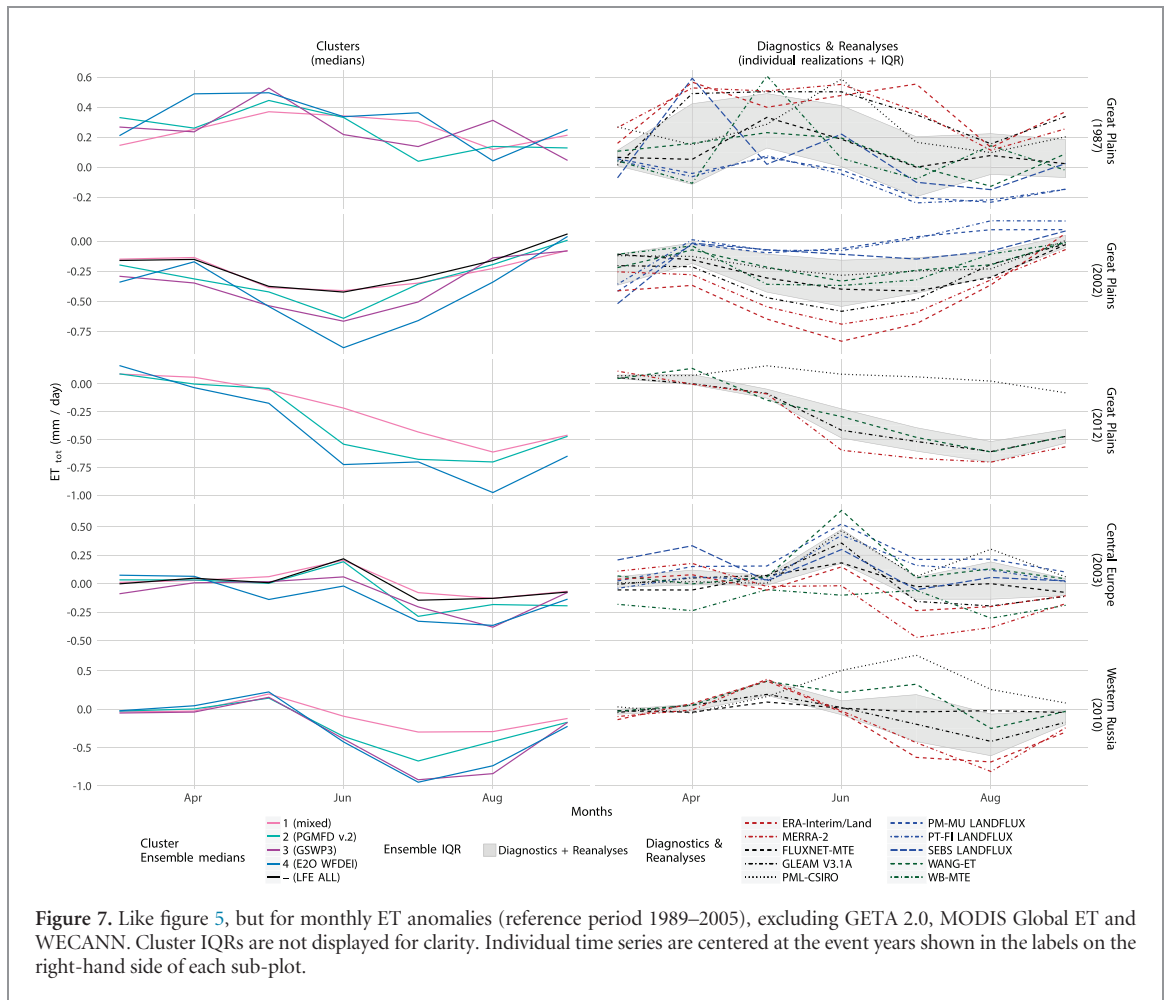 Clusters
(medians)
Diagnostics & Reanalyses
(individual realizations + IQR)
0.6
0.4
0.2
0.0
-0.2
Great Plains
(1987)
0.00
-0.25
-0.50
-0.75
Great Plains
(2002)
0.00
-0.25
-0.50
-0.75
-1.00
Great Plains
(2012)
0.50
0.25
0.00
-0.25
-0.50
Central Europe
(2003)
0.5
0.0
-0.5
-1.0
Western Russia
(2010)
ET tot (mm / day)
Apr
Jun
Aug
Apr
Jun
Aug
Months
Cluster
Ensemble medians
1 (mixed)
2 (PGMFD v.2)
3 (GSWP3)
4 (E2O WFDEI)
– (LFE ALL)
Ensemble IQR
Diagnostics + Reanalyses
Diagnostics &
Reanalyses
ERA-Interim/Land
MERRA-2
FLUXNET-MTE
GLEAM V3.1A
PML-CSIRO
PM-MU LANDFLUX
PT-FI LANDFLUX
SEBS LANDFLUX
WANG-ET
WB-MTE
Figure 7. Like figure 5, but for monthly ET anomalies (reference period 1989–2005), excluding GETA 2.0, MODIS Global ET and
WECANN. Cluster IQRs are not displayed for clarity. Individual time series are centered at the event years shown in the labels on the
right-hand side of each sub-plot.